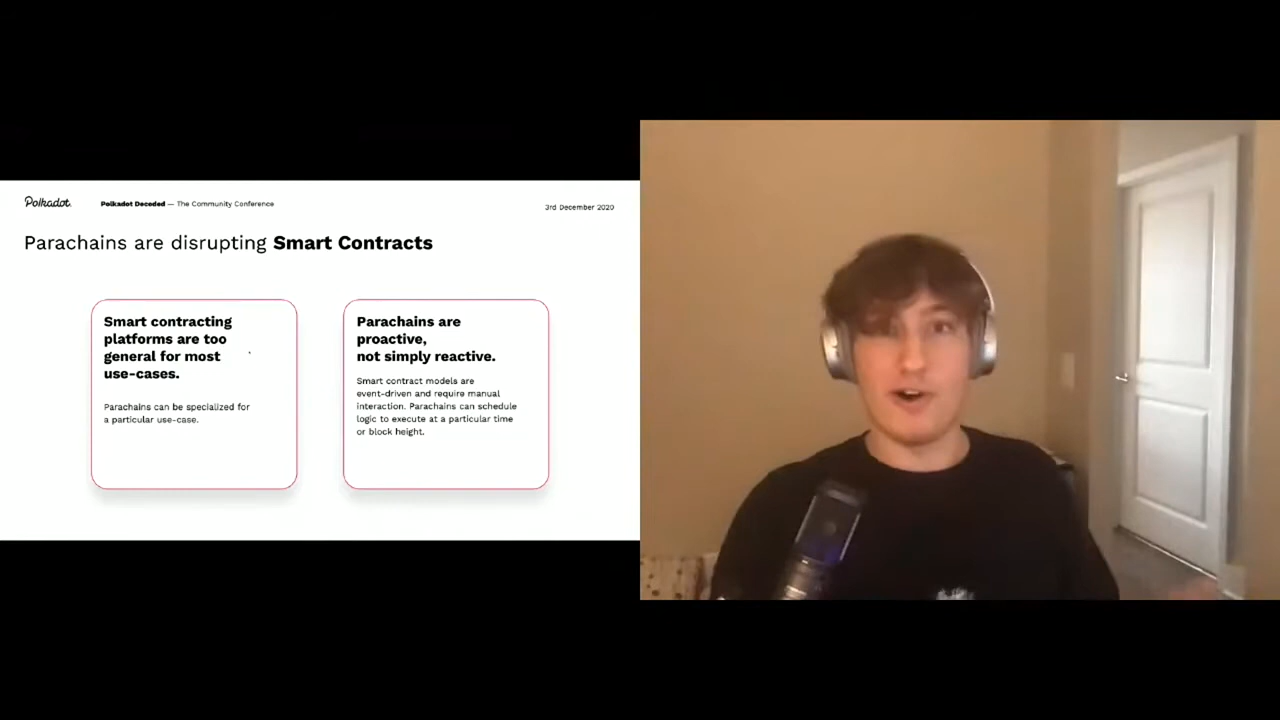 Polkadot.
Polkadot Decoded — The Community Conference
3rd December 2020
Parachains are disrupting Smart Contracts
Smart contracting
platforms are too
general for most
use-cases.
Parachains can be specialized for
a particular use-case.
Parachains are
proactive,
not simply reactive.
Smart contract models are
event-driven and require manual
interaction. Parachains can schedule
logic to execute at a particular time
or block height.